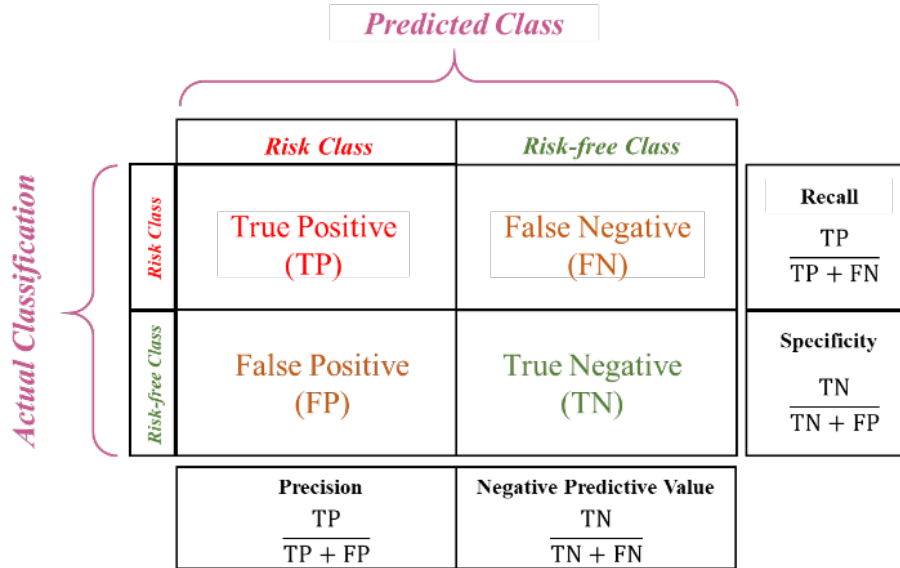 Predicted Class
Risk Class
Risk-free Class
Actual Classification
Risk Class
True Positive
(TP)
False Negative
(FN)
Recall
TP
TP + FN
Risk-free Class
False Positive
(FP)
True Negative
(TN)
Specificity
TN
TN + FP
Precision
TP
TP + FP
Negative Predictive Value
TN
TN + FN